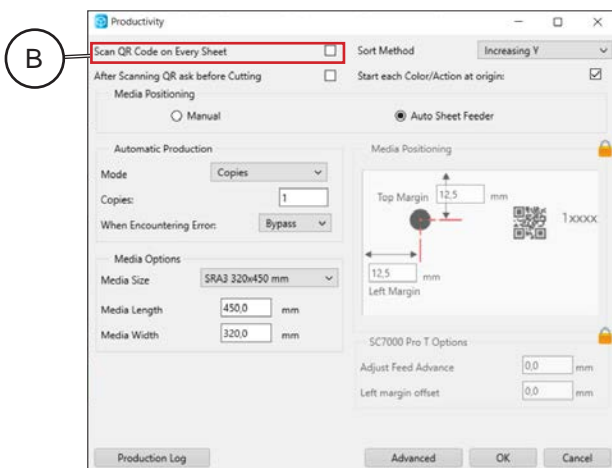 Productivity
B
Scan QR Code on Every Sheet
Sort Method Increasing Y
After Scanning QR ask before Cutting
Start each Color/Action at origin:
Media Positioning
Manual
Auto Sheet Feeder
Automatic Production
Mode Copies
Copies: 1
When Encountering Error: Bypass
Media Options
Media Size SRA3 320x450 mm
Media Length 450,0 mm
Media Width 320,0 mm
Media Positioning
Top Margin 12,5 mm
1xxxx
12,5 mm
Left Margin
SC7000 Pro T Options
Adjust Feed Advance 0,0 mm
Left margin offset 0,0 mm
Production Log
Advanced
OK
Cancel